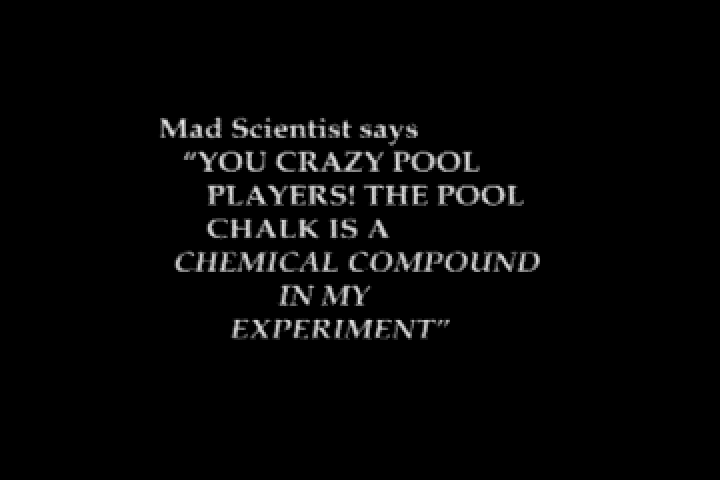 Mad Scientist says
“YOU CRAZY POOL
PLAYERS! THE POOL
CHALK IS A
CHEMICAL COMPOUND
IN MY
EXPERIMENT”